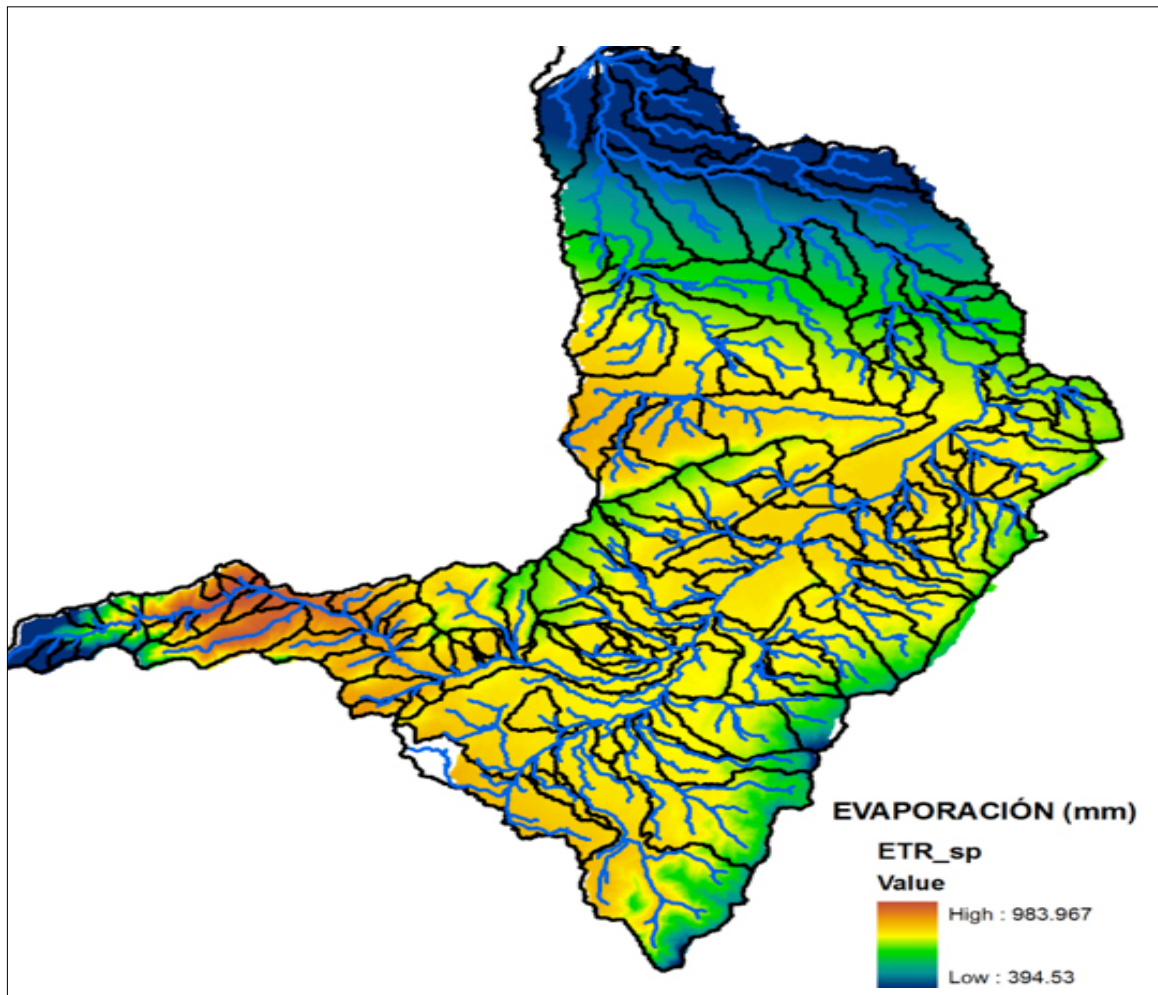 EVAPORACIÓN (mm)
ETR_sp
Value
High : 983.967
Low : 394.53